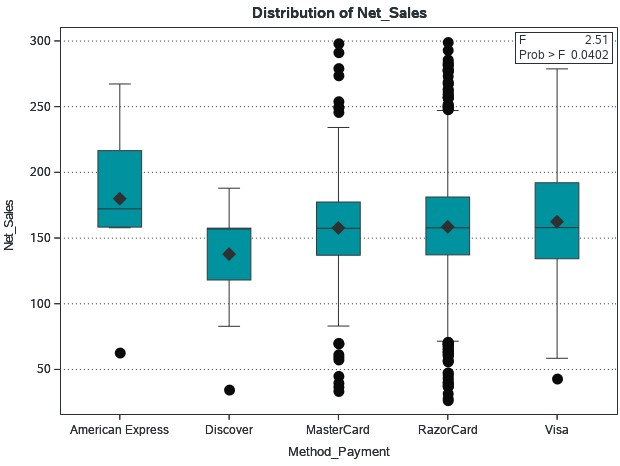 Distribution of Net_Sales
F 2.51
Prob > F 0.0402
300
250
200
150
100
50
Net_Sales
American Express Discover MasterCard RazorCard Visa
Method_Payment